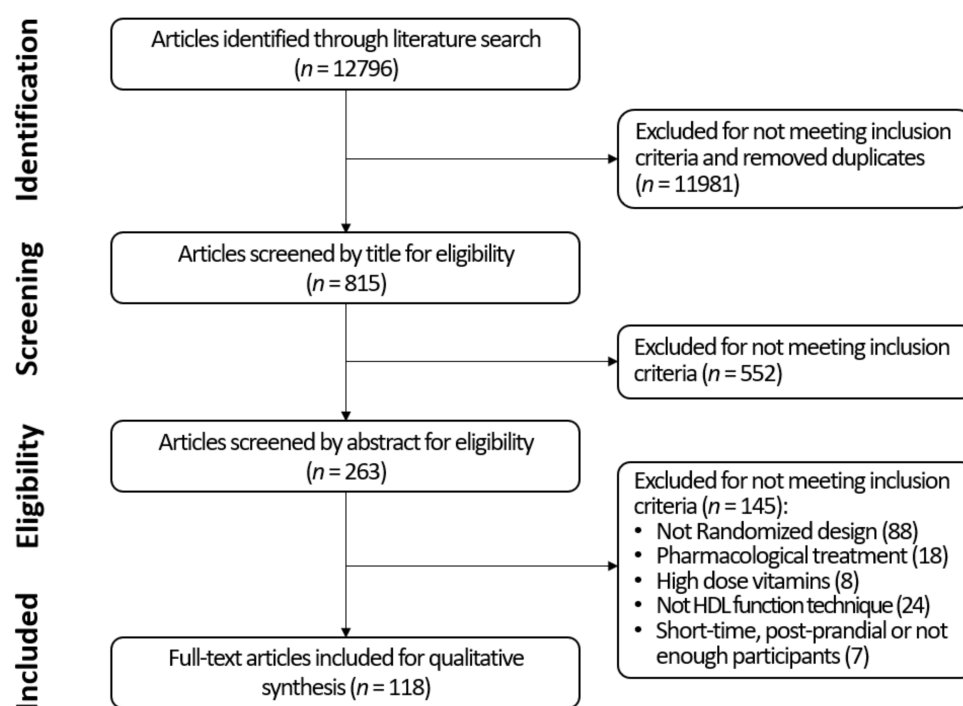 Identification
Articles identified through literature search
(n = 12796)
Excluded for not meeting inclusion
criteria and removed duplicates
(n = 11981)
Screening
Articles screened by title for eligibility
(n = 815)
Excluded for not meeting inclusion
criteria (n = 552)
Eligibility
Articles screened by abstract for eligibility
(n = 263)
Excluded for not meeting inclusion
criteria (n = 145):
• Not Randomized design (88)
• Pharmacological treatment (18)
• High dose vitamins (8)
• Not HDL function technique (24)
• Short-time, post-prandial or not
enough participants (7)
Included
Full-text articles included for qualitative
synthesis (n = 118)